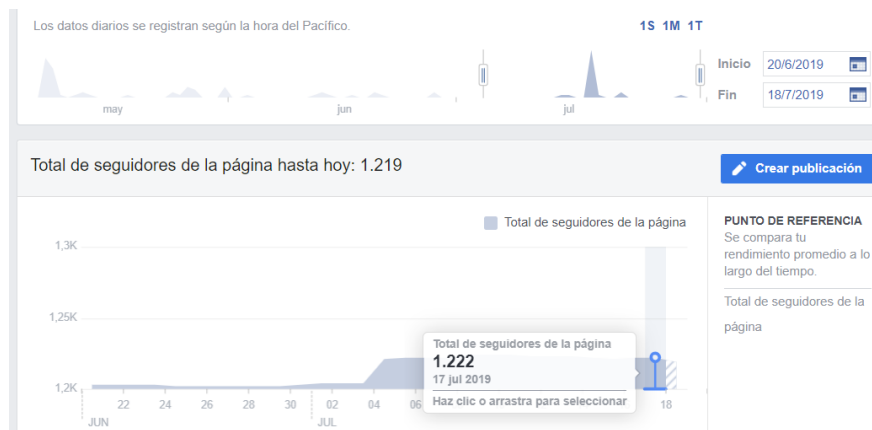 Los datos diarios se registran según la hora del Pacífico.
1S 1M 1T
Inicio 20/6/2019
Fin 18/7/2019
may jun jul
Total de seguidores de la página hasta hoy: 1.219
Crear publicación
Total de seguidores de la página
PUNTO DE REFERENCIA
Se compara tu
rendimiento promedio a lo
largo del tiempo.
Total de seguidores de la
página
1,3K
1,25K
1,2K
Total de seguidores de la página
1.222
17 jul 2019
Haz clic o arrastra para seleccionar
22 24 26 28 30 02 04 06 18
JUN JUL